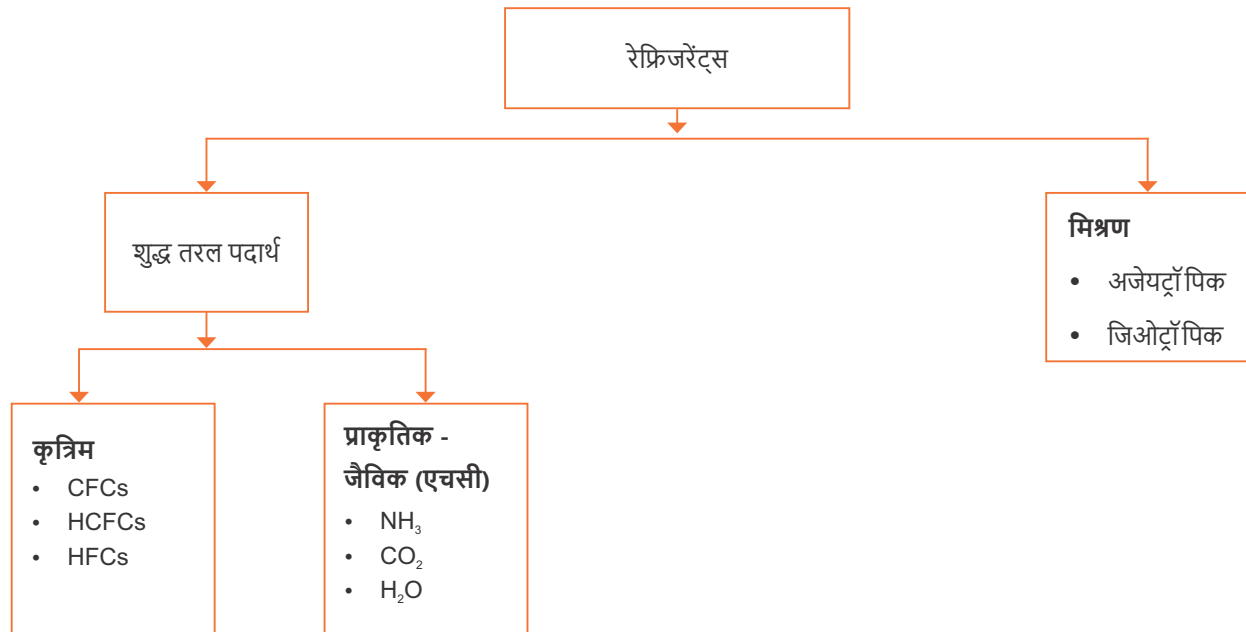 रेफ्रिजरेंट्स
शुद्ध तरल पदार्थ
मिश्रण
• अजेयट्रॉपिक
• जिओट्रॉपिक
कृत्रिम
• CFCs
• HCFCs
• HFCs
प्राकृतिक -
जैविक (एचसी)
• NH₃
• CO₂
• H₂O